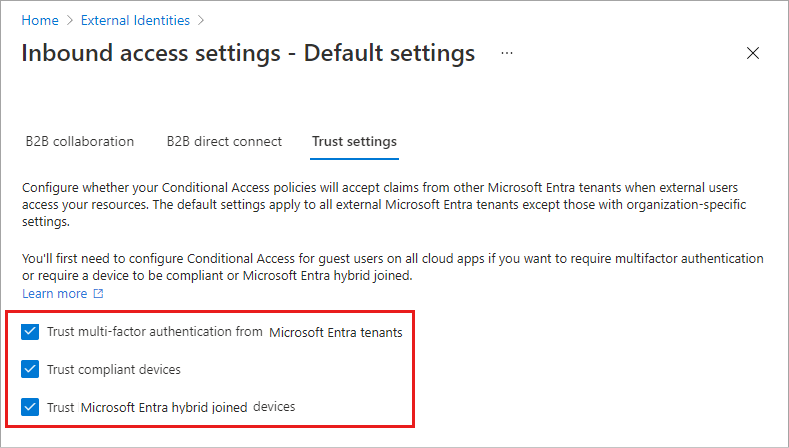 Home > External Identities >
Inbound access settings - Default settings ...
B2B collaboration B2B direct connect Trust settings
Configure whether your Conditional Access policies will accept claims from other Microsoft Entra tenants when external users
access your resources. The default settings apply to all external Microsoft Entra tenants except those with organization-specific
settings.
You'll first need to configure Conditional Access for guest users on all cloud apps if you want to require multifactor authentication
or require a device to be compliant or Microsoft Entra hybrid joined.
Learn more
Trust multi-factor authentication from Microsoft Entra tenants
Trust compliant devices
Trust Microsoft Entra hybrid joined devices